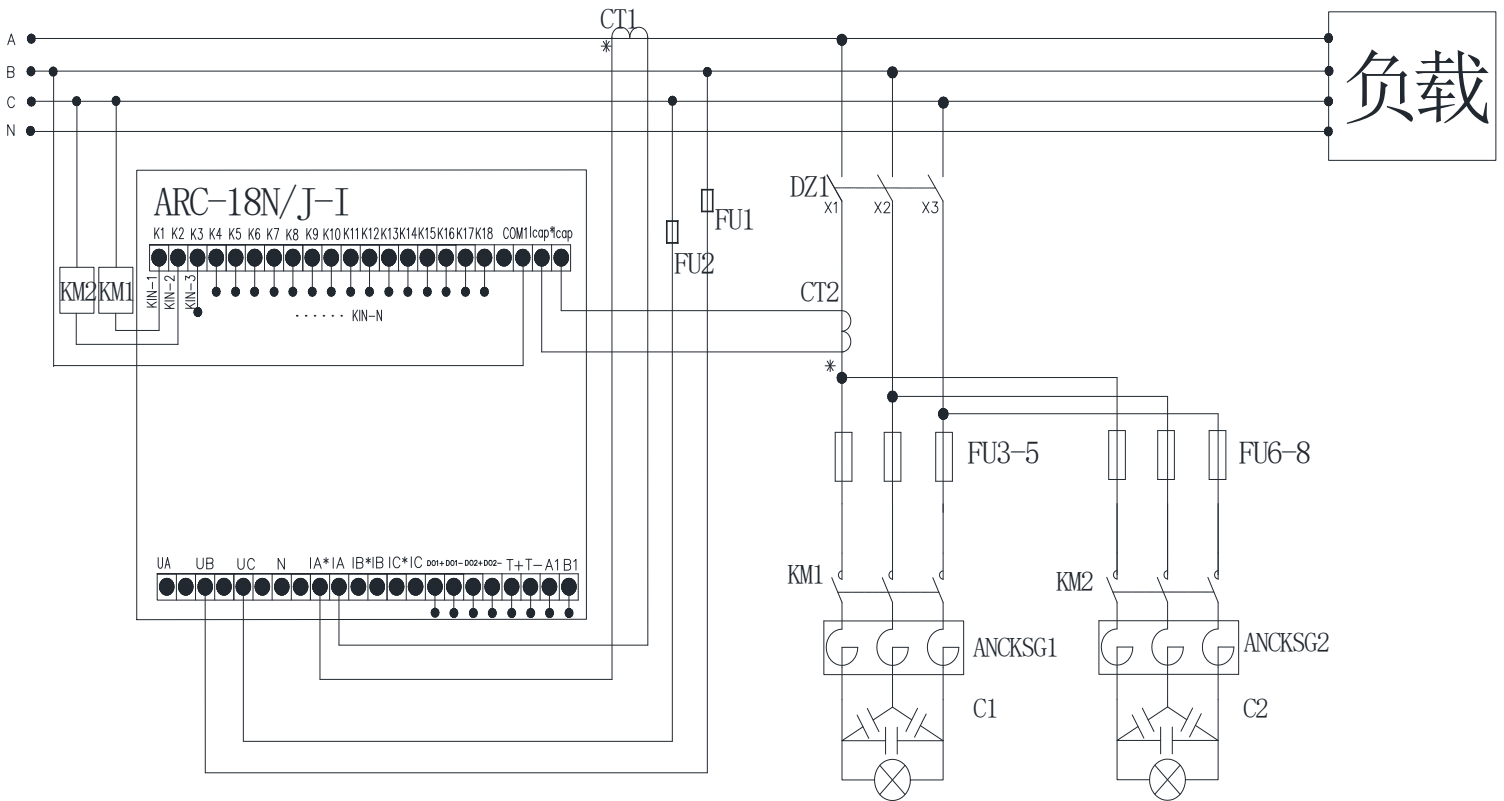 CT1
*
A
B
C
N
负载
ARC-18N/J-I
DZ1
X1 X2 X3
FU1
FU2
K1 K2 K3 K4 K5 K6 K7 K8 K9 K10 K11 K12 K13 K14 K15 K16 K17 K18 COM1 Icap* Icap
KM2 KM1
KIN-1
KIN-2
KIN-3
······ KIN-N
CT2
*
FU3-5
FU6-8
UA UB UC N IA* IA IB* IB IC* IC DO1+ DO1- DO2+ DO2- T+ T- A1 B1
KM1
KM2
ANCKSG1
ANCKSG2
C1
C2